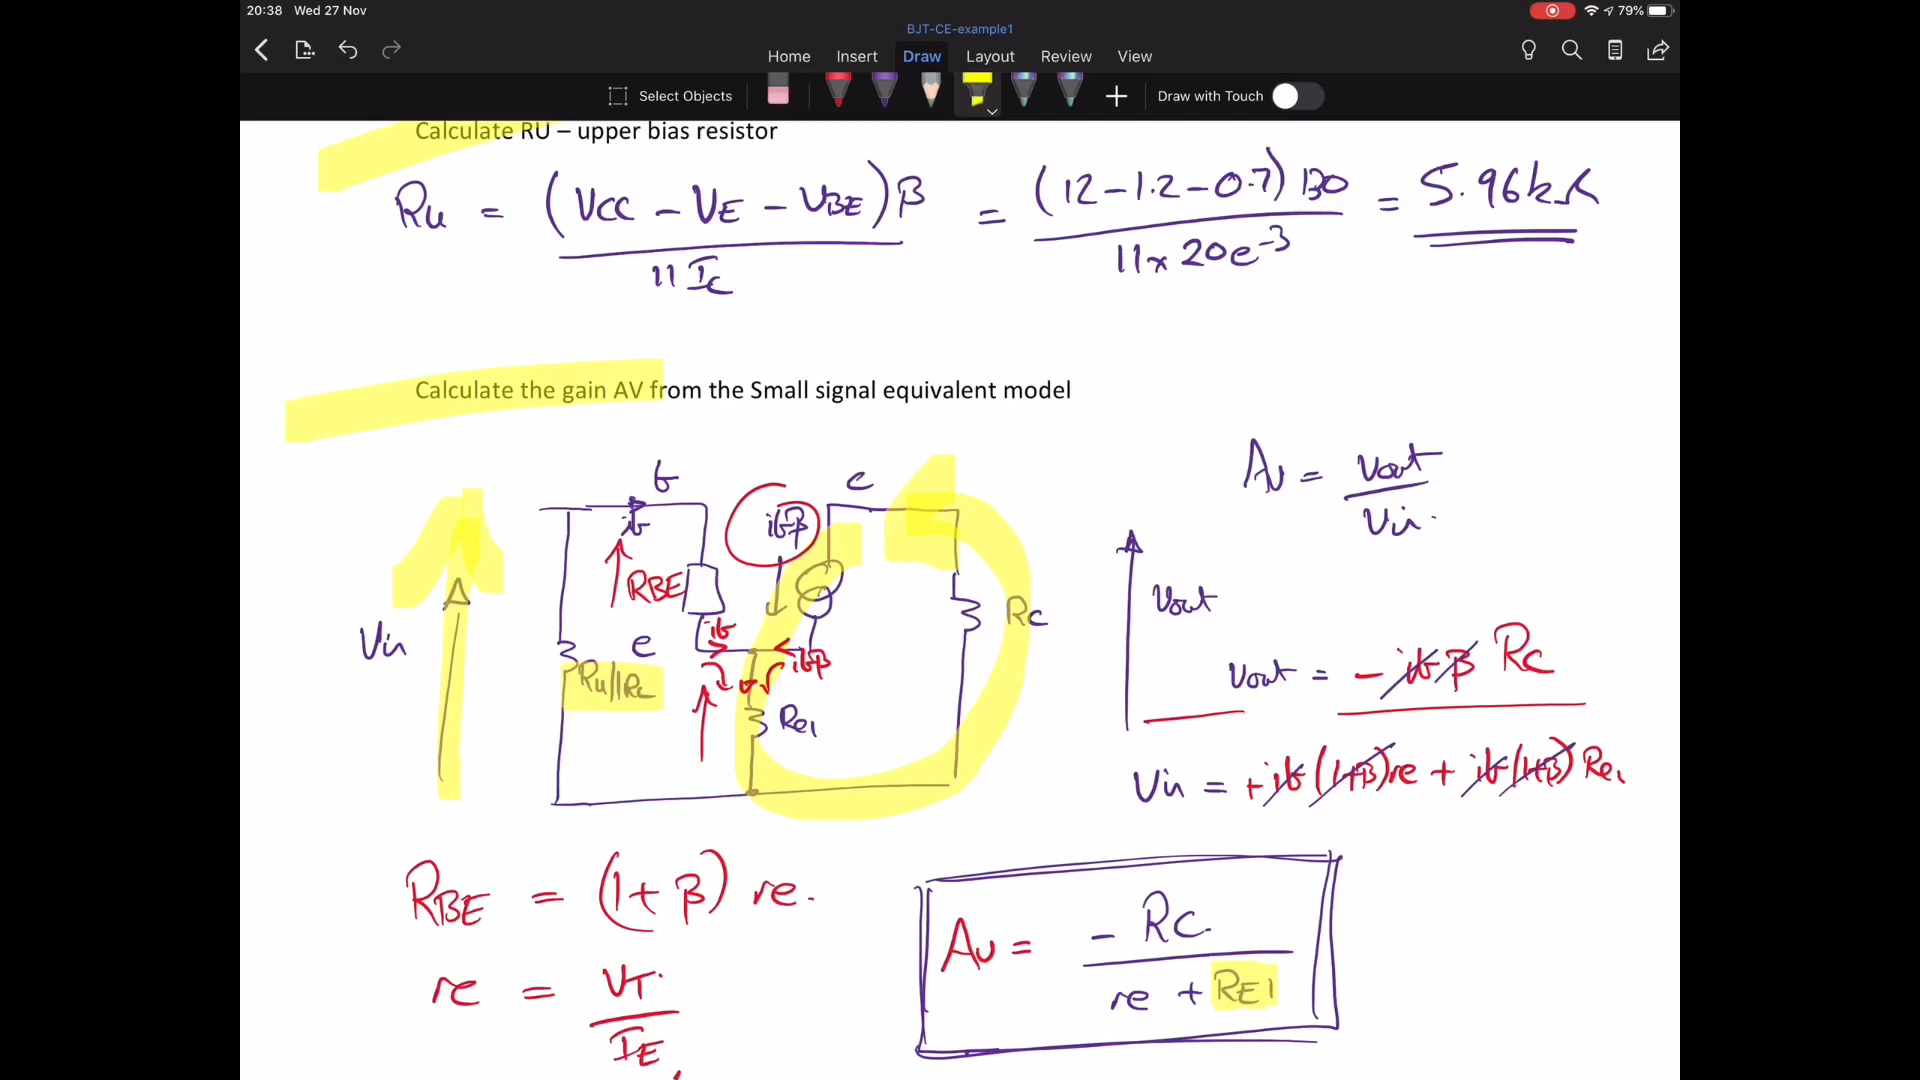 20:38 Wed 27 Nov
79%
BJT-CE-example1
Home Insert Draw Layout Review View
Select Objects
Draw with Touch
Calculate RU – upper bias resistor
Ru = (VCC - VE - VBE)β / 11 Ic = (12-1.2-0.7) 130 / 11x 20e-3 = 5.96kΩ
Calculate the gain AV from the Small signal equivalent model
b
c
ib
ibβ
Av = Vout / Vin.
RBE
Vout
Rc
Vin
e
ib
ibβ
Ru||Rc
Re1
Vout = - ib β Rc
Vin = +ib (1+β)re + ib (1+β) Re1
RBE = (1+ β) re.
Av = - Rc. / re + RE1
re = VT / IE